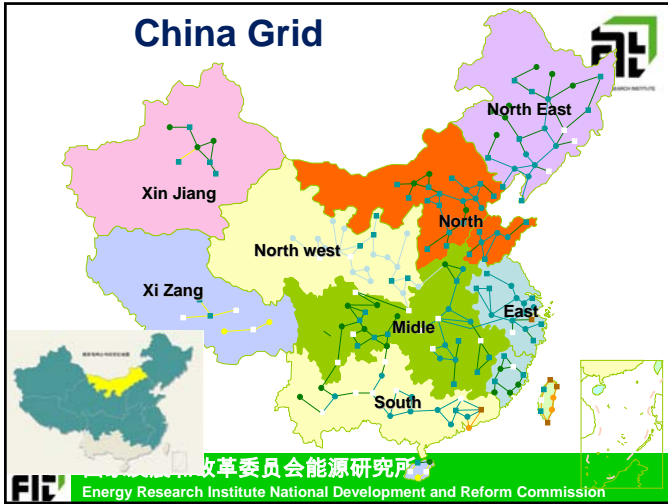 China Grid
RESEARCH INSTITUTE
North East
Xin Jiang
North
North west
Xi Zang
East
Midle
South
改革委员会能源研究所
Energy Research Institute National Development and Reform Commission